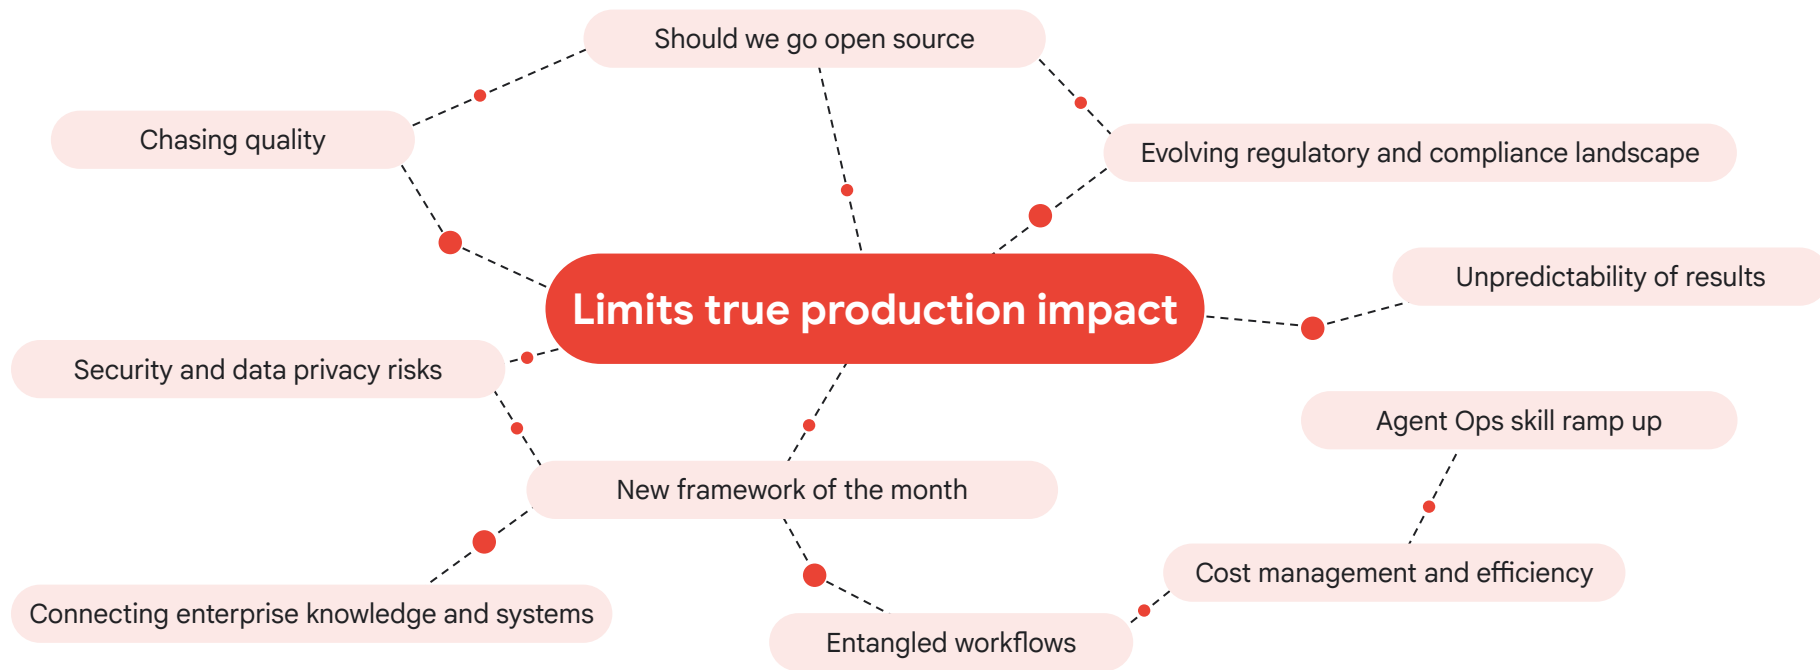 Should we go open source
Chasing quality
Evolving regulatory and compliance landscape
Unpredictability of results
Limits true production impact
Security and data privacy risks
Agent Ops skill ramp up
New framework of the month
Cost management and efficiency
Connecting enterprise knowledge and systems
Entangled workflows